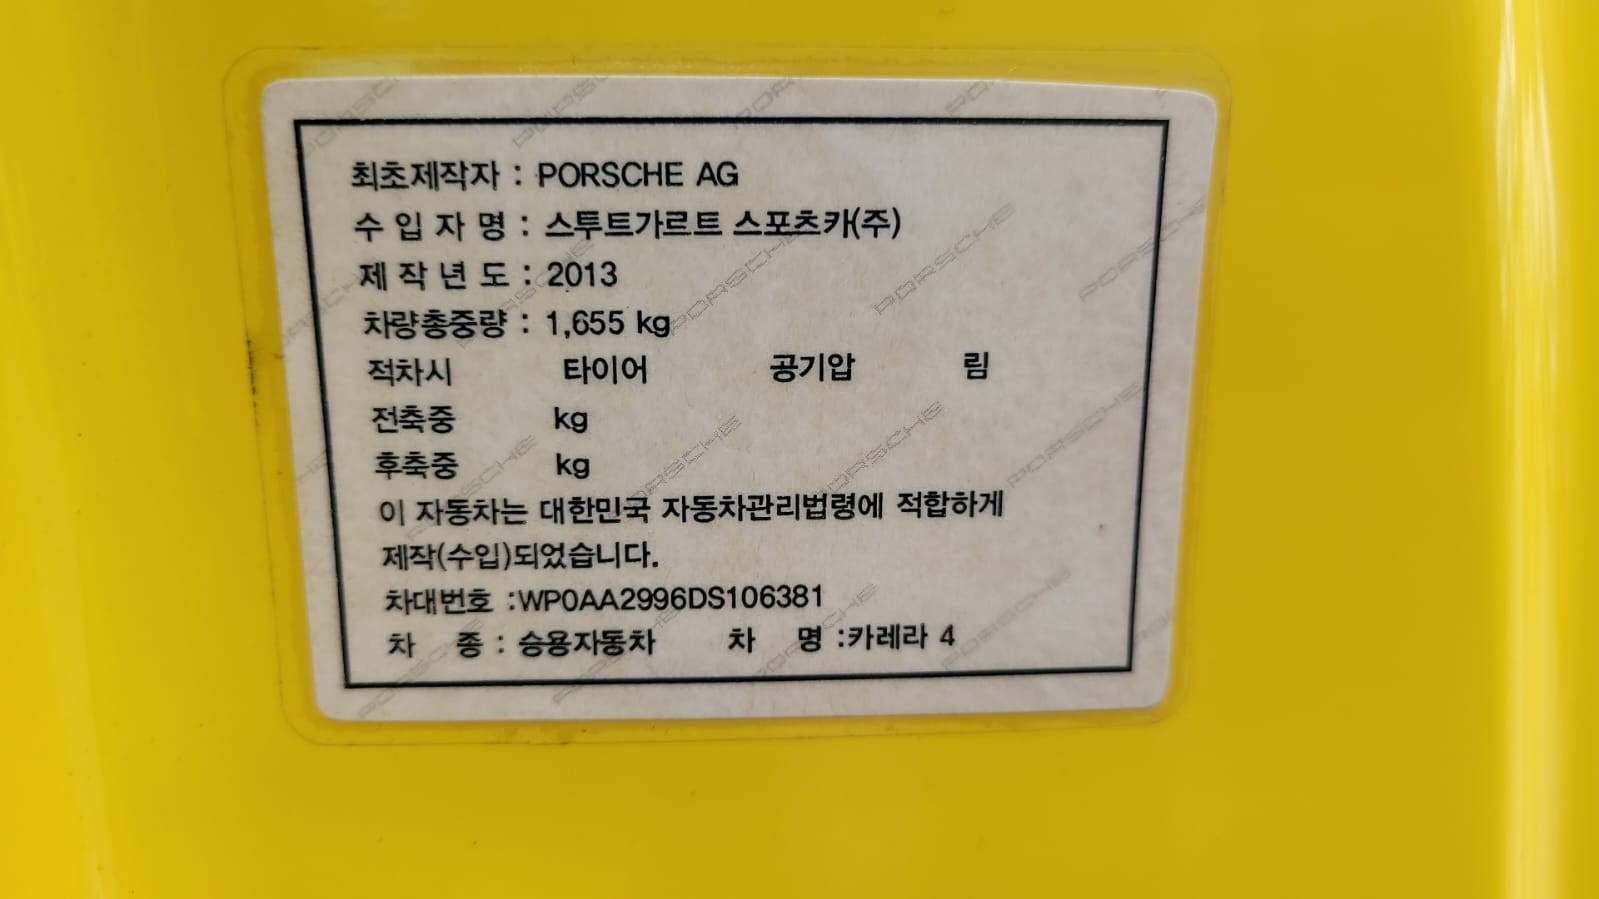 최초제작자 : PORSCHE AG
수 입 자 명 : 스투트가르트 스포츠카(주)
제 작 년 도 : 2013
차량총중량 : 1,655 kg
적차시 타이어 공기압 림
전축중 kg
후축중 kg
이 자동차는 대한민국 자동차관리법령에 적합하게
제작(수입)되었습니다.
차대번호 :WP0AA2996DS106381
차 종 : 승용자동차 차 명 :카레라 4